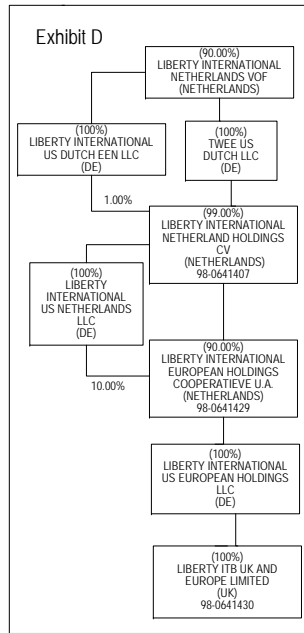 Exhibit D
(90.00%)
LIBERTY INTERNATIONAL
NETHERLANDS VOF
(NETHERLANDS)
(100%)
LIBERTY INTERNATIONAL
US DUTCH EEN LLC
(DE)
(100%)
TWEE US
DUTCH LLC
(DE)
1.00%
(99.00%)
LIBERTY INTERNATIONAL
NETHERLAND HOLDINGS
CV
(NETHERLANDS)
98-0641407
(100%)
LIBERTY
INTERNATIONAL
US NETHERLANDS
LLC
(DE)
10.00%
(90.00%)
LIBERTY INTERNATIONAL
EUROPEAN HOLDINGS
COOPERATIEVE U.A.
(NETHERLANDS)
98-0641429
(100%)
LIBERTY INTERNATIONAL
US EUROPEAN HOLDINGS
LLC
(DE)
(100%)
LIBERTY ITB UK AND
EUROPE LIMITED
(UK)
98-0641430